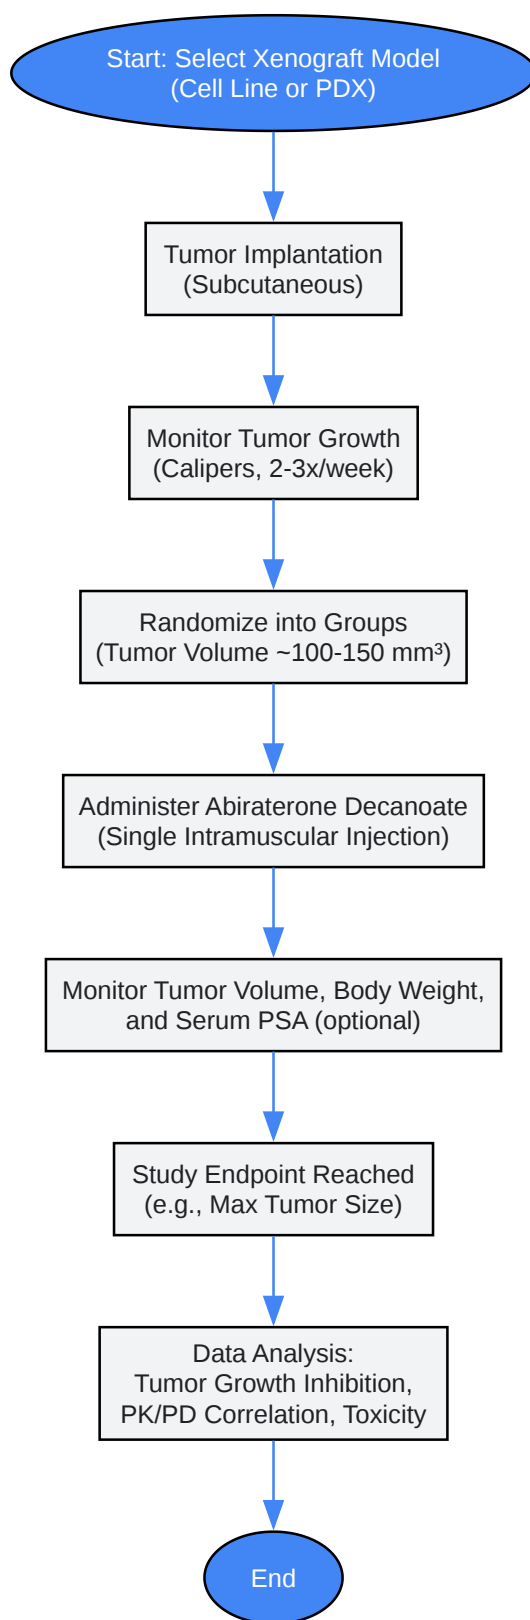 Start: Select Xenograft Model
(Cell Line or PDX)
Tumor Implantation
(Subcutaneous)
Monitor Tumor Growth
(Calipers, 2-3x/week)
Randomize into Groups
(Tumor Volume ~100-150 mm³)
Administer Abiraterone Decanoate
(Single Intramuscular Injection)
Monitor Tumor Volume, Body Weight,
and Serum PSA (optional)
Study Endpoint Reached
(e.g., Max Tumor Size)
Data Analysis:
Tumor Growth Inhibition,
PK/PD Correlation, Toxicity
End